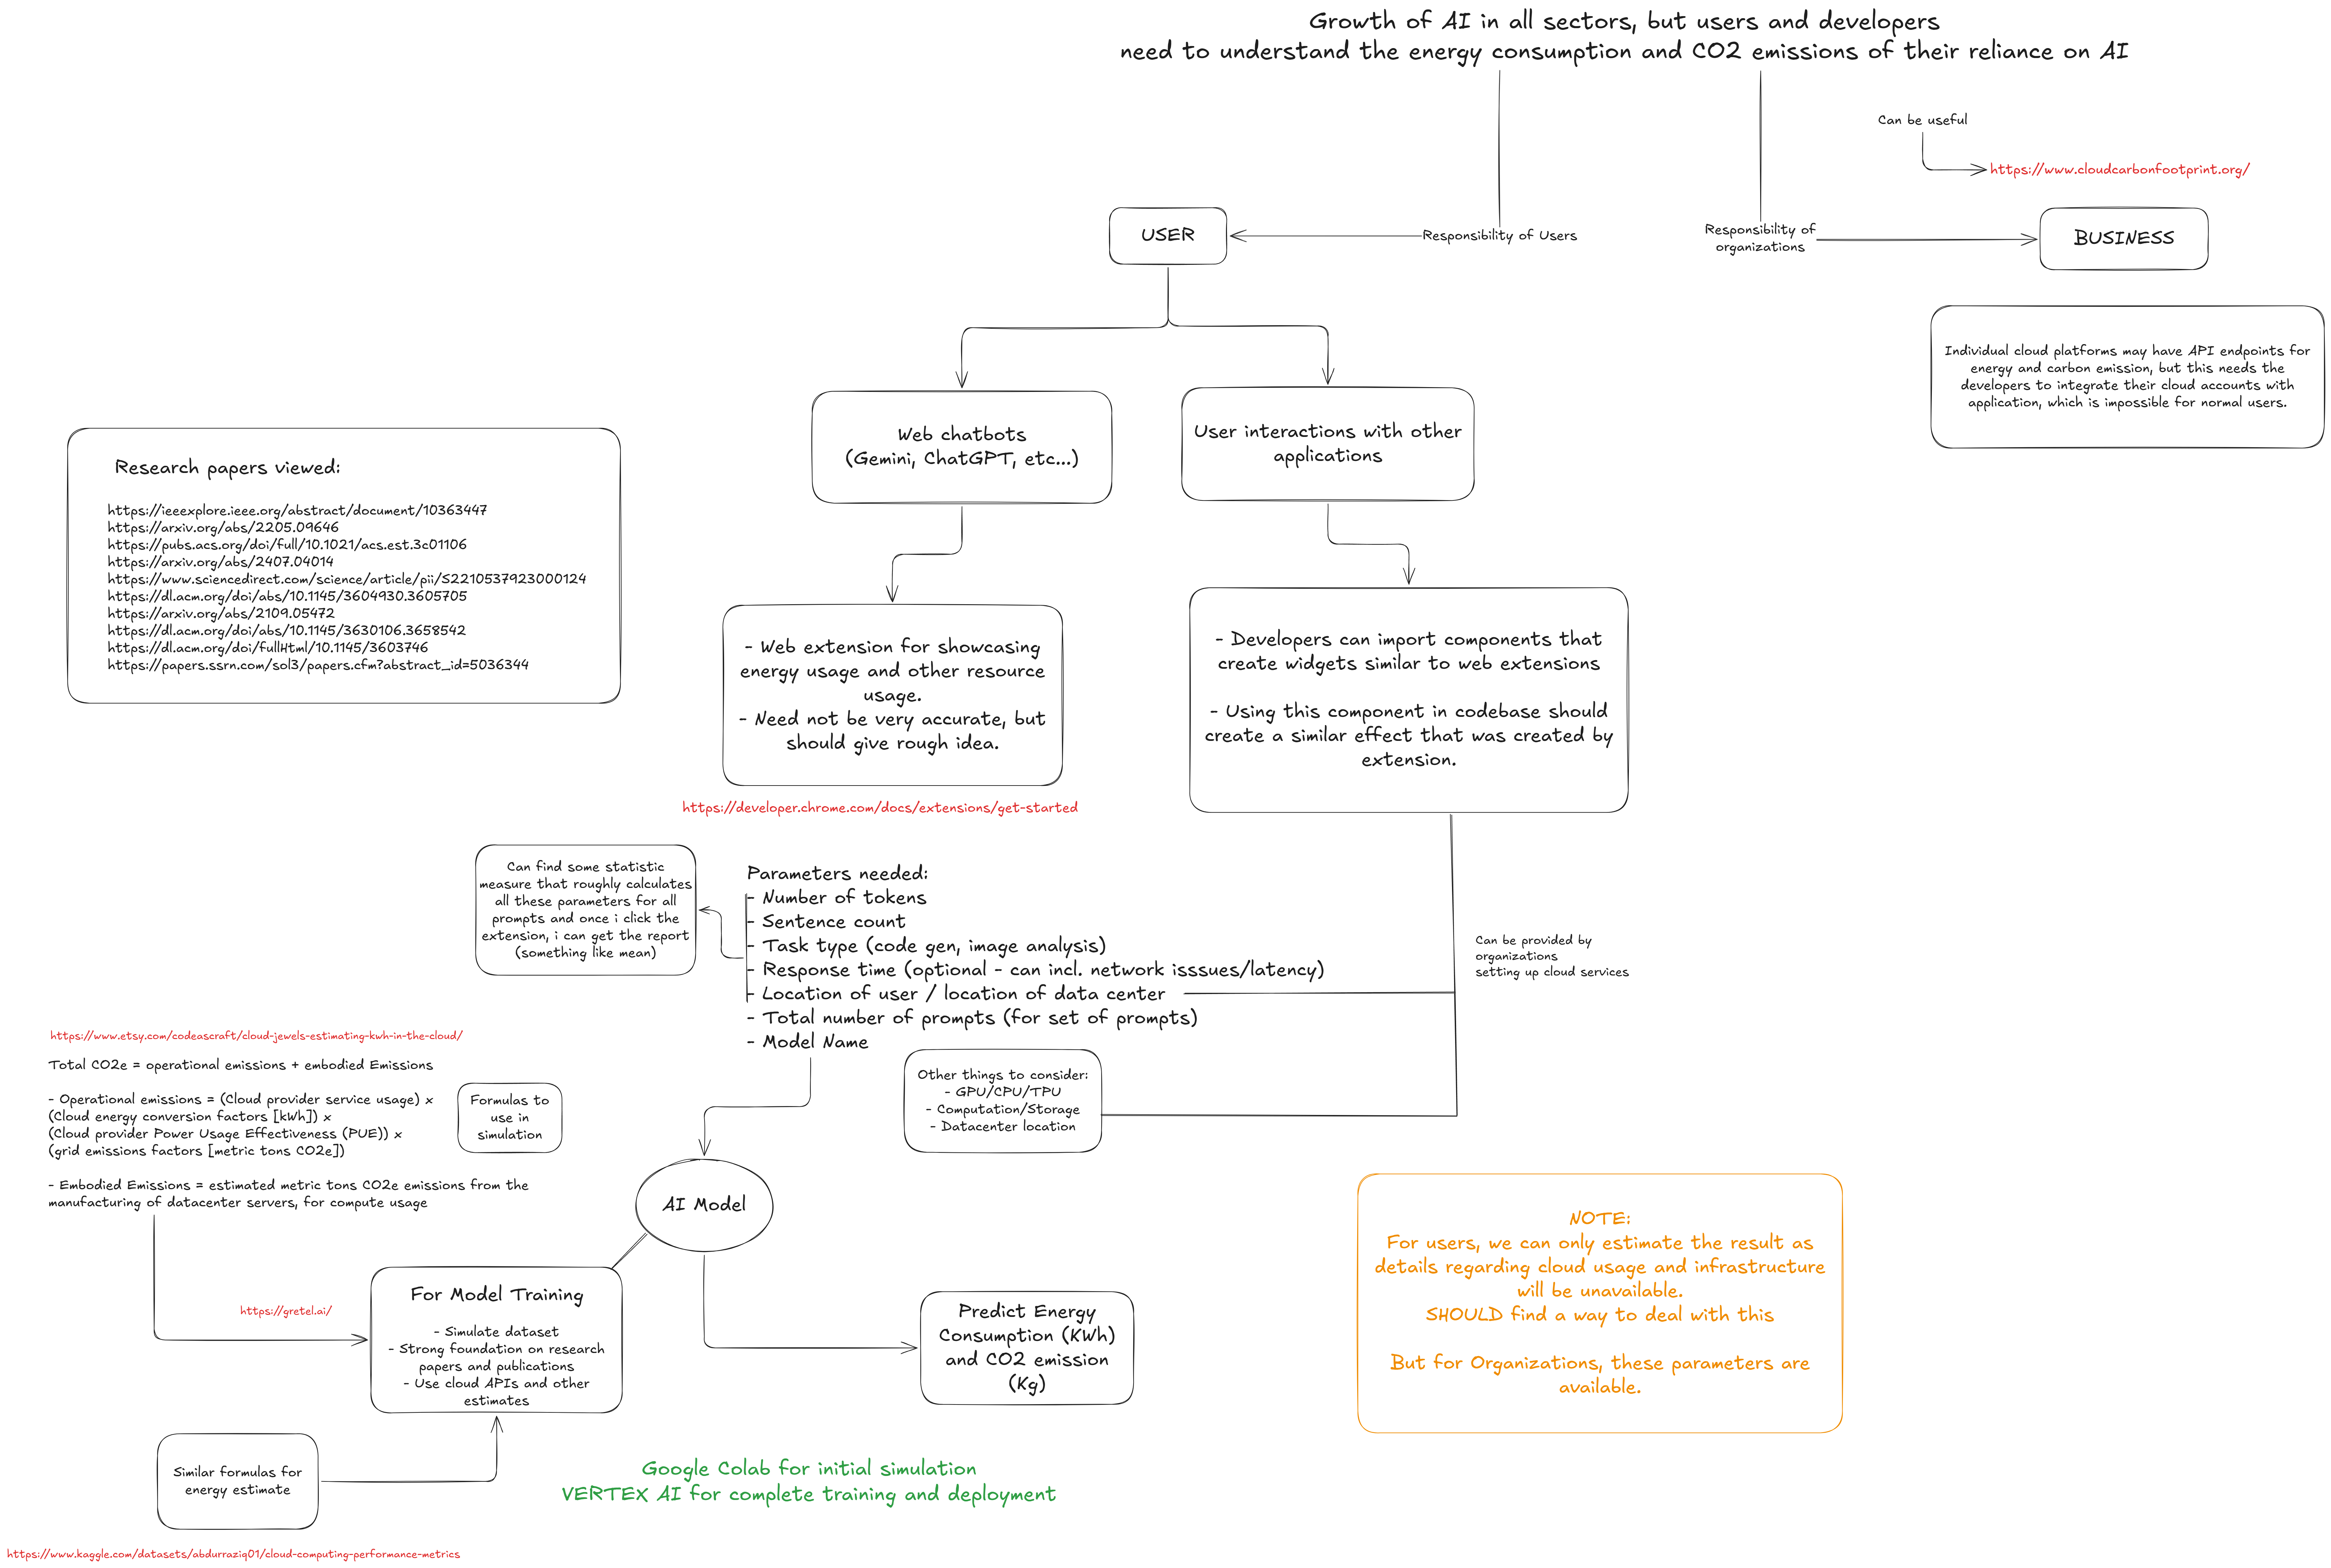 Growth of AI in all sectors, but users and developers
need to understand the energy consumption and CO2 emissions of their reliance on AI
Can be useful
https://www.cloudcarbonfootprint.org/
USER
Responsibility of Users
Responsibility of
organizations
BUSINESS
Individual cloud platforms may have API endpoints for
energy and carbon emission, but this needs the
developers to integrate their cloud accounts with
application, which is impossible for normal users.
Web chatbots
(Gemini, ChatGPT, etc...)
User interactions with other
applications
Research papers viewed:
https://ieeexplore.ieee.org/abstract/document/10363447
https://arxiv.org/abs/2205.09646
https://pubs.acs.org/doi/full/10.1021/acs.est.3c01106
https://arxiv.org/abs/2407.04014
https://www.sciencedirect.com/science/article/pii/S2210537923000124
https://dl.acm.org/doi/abs/10.1145/3604930.3605705
https://arxiv.org/abs/2109.05472
https://dl.acm.org/doi/abs/10.1145/3630106.3658542
https://dl.acm.org/doi/fullHtml/10.1145/3603746
https://papers.ssrn.com/sol3/papers.cfm?abstract_id=5036344
- Web extension for showcasing
energy usage and other resource
usage.
- Need not be very accurate, but
should give rough idea.
- Developers can import components that
create widgets similar to web extensions
- Using this component in codebase should
create a similar effect that was created by
extension.
https://developer.chrome.com/docs/extensions/get-started
Can find some statistic
measure that roughly calculates
all these parameters for all
prompts and once i click the
extension, i can get the report
(something like mean)
Parameters needed:
- Number of tokens
- Sentence count
- Task type (code gen, image analysis)
- Response time (optional - can incl. network isssues/latency)
- Location of user / location of data center
- Total number of prompts (for set of prompts)
- Model Name
Can be provided by
organizations
setting up cloud services
Other things to consider:
- GPU/CPU/TPU
- Computation/Storage
- Datacenter location
https://www.etsy.com/codeascraft/cloud-jewels-estimating-kwh-in-the-cloud/
Total CO2e = operational emissions + embodied Emissions
- Operational emissions = (Cloud provider service usage) x
(Cloud energy conversion factors [kWh]) x
(Cloud provider Power Usage Effectiveness (PUE)) x
(grid emissions factors [metric tons CO2e])
- Embodied Emissions = estimated metric tons CO2e emissions from the
manufacturing of datacenter servers, for compute usage
Formulas to
use in
simulation
AI Model
NOTE:
For users, we can only estimate the result as
details regarding cloud usage and infrastructure
will be unavailable.
SHOULD find a way to deal with this
But for Organizations, these parameters are
available.
https://gretel.ai/
For Model Training
- Simulate dataset
- Strong foundation on research
papers and publications
- Use cloud APIs and other
estimates
Predict Energy
Consumption (KWh)
and CO2 emission
(Kg)
Similar formulas for
energy estimate
Google Colab for initial simulation
VERTEX AI for complete training and deployment
https://www.kaggle.com/datasets/abdurraziq01/cloud-computing-performance-metrics